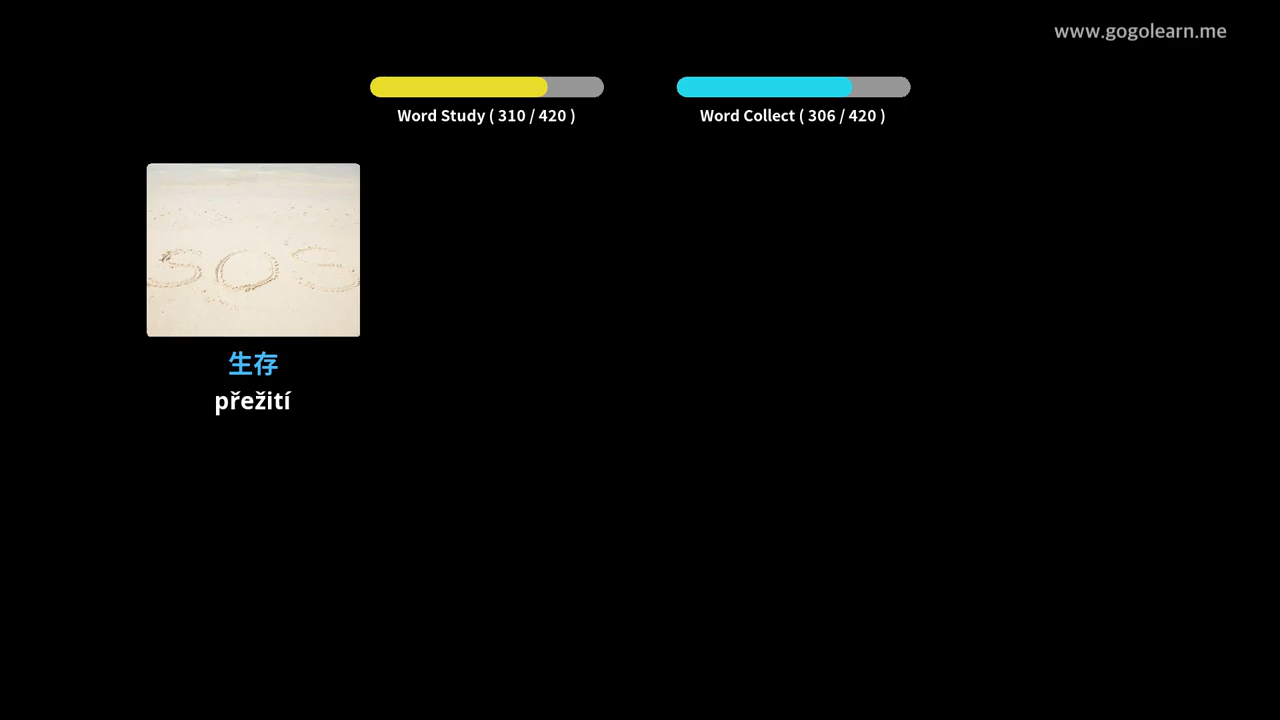 www.gogolearn.me
Word Study ( 310 / 420 )
Word Collect ( 306 / 420 )
SOS
生存
přežití